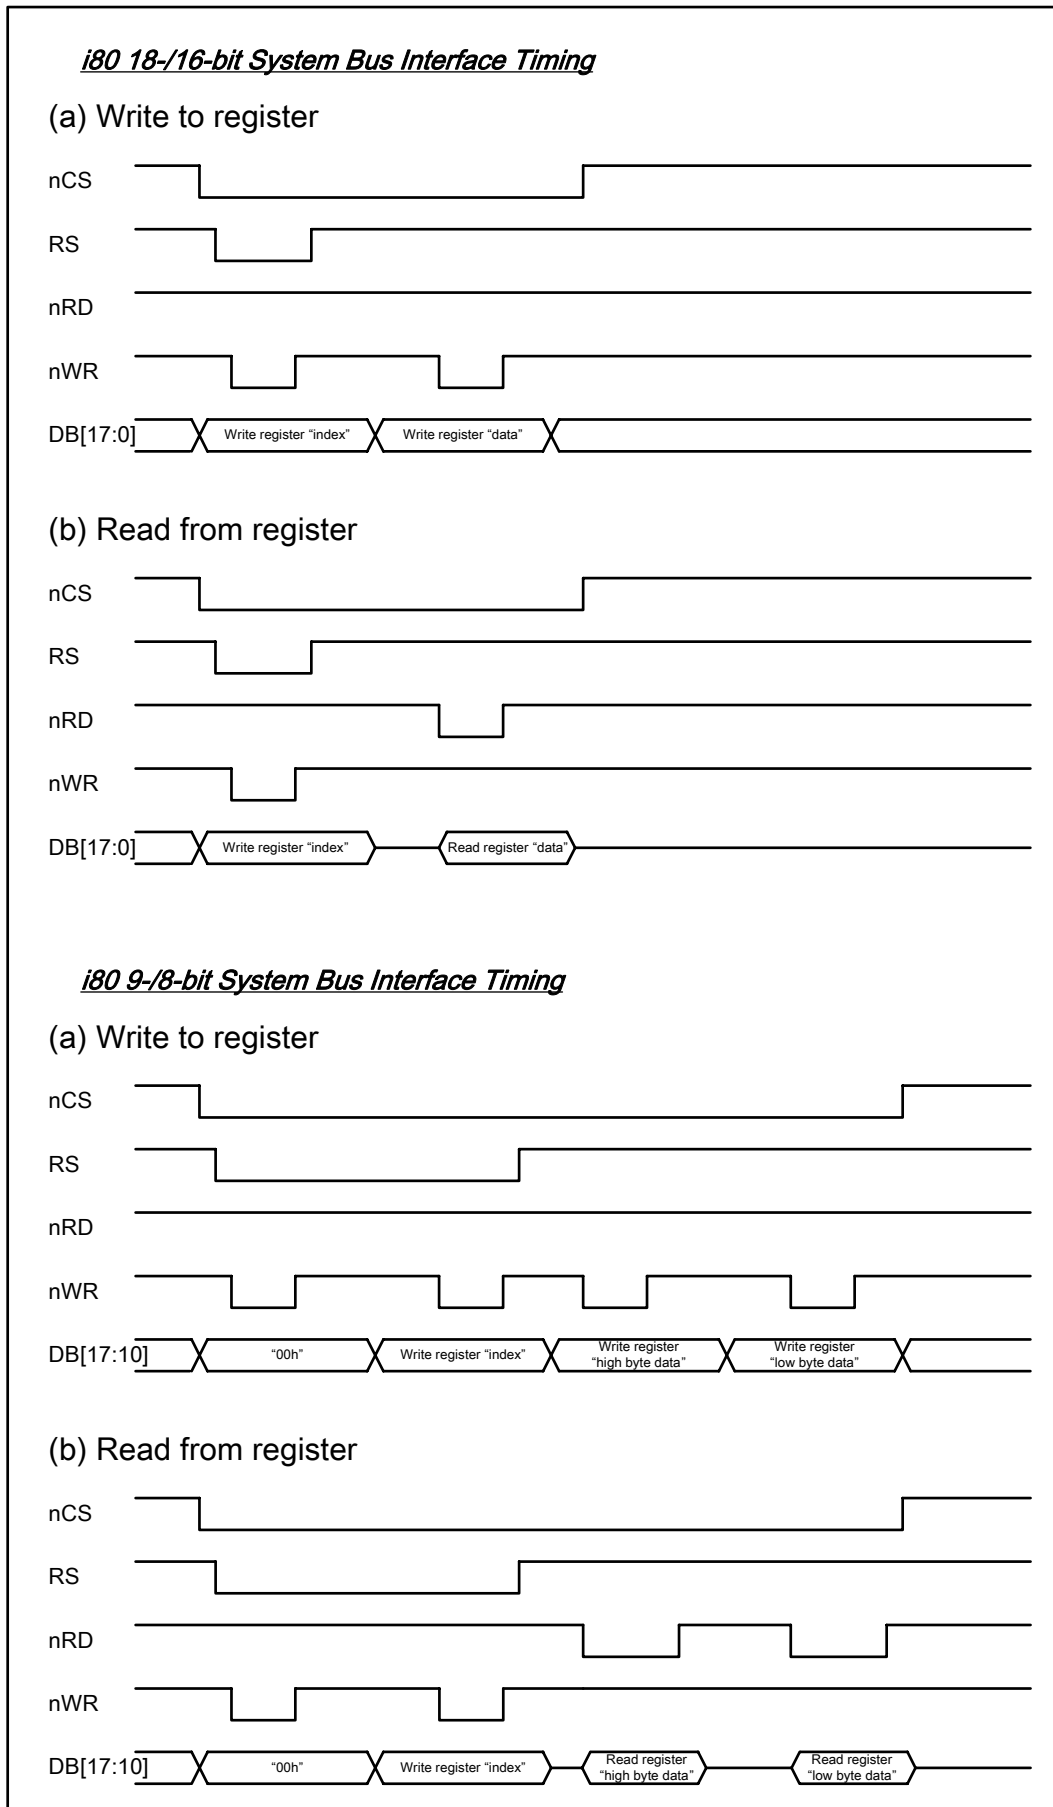 i80 18-/16-bit System Bus Interface Timing
(a) Write to register
nCS
RS
nRD
nWR
DB[17:0]
Write register “index”
Write register “data”
(b) Read from register
nCS
RS
nRD
nWR
DB[17:0]
Write register “index”
Read register “data”
i80 9-/8-bit System Bus Interface Timing
(a) Write to register
nCS
RS
nRD
nWR
DB[17:10]
“00h”
Write register “index”
Write register
“high byte data”
Write register
“low byte data”
(b) Read from register
nCS
RS
nRD
nWR
DB[17:10]
“00h”
Write register “index”
Read register
“high byte data”
Read register
“low byte data”